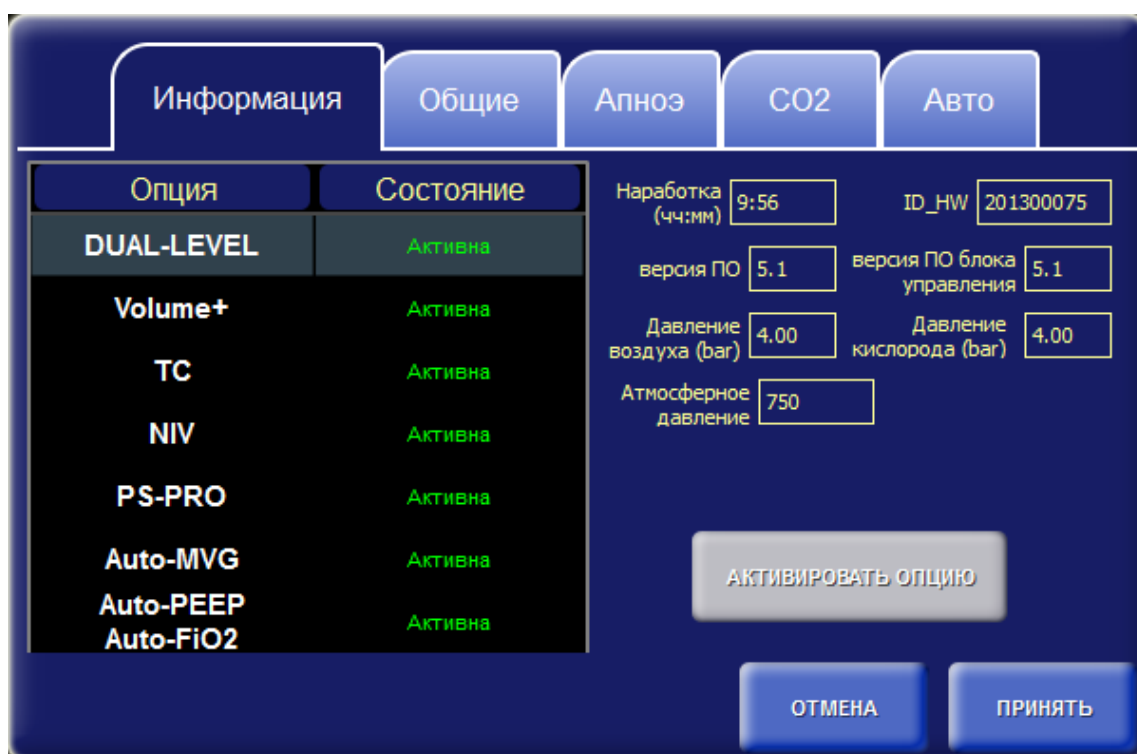 Информация
Общие
Апноэ
CO2
Авто
Опция
Состояние
DUAL-LEVEL
Активна
Volume+
Активна
TC
Активна
NIV
Активна
PS-PRO
Активна
Auto-MVG
Активна
Auto-PEEP
Auto-FiO2
Активна
Наработка
(чч:мм)
9:56
ID_HW
201300075
версия ПО
5.1
версия ПО блока
управления
5.1
Давление
воздуха (bar)
4.00
Давление
кислорода (bar)
4.00
Атмосферное
давление
750
АКТИВИРОВАТЬ ОПЦИЮ
ОТМЕНА
ПРИНЯТЬ